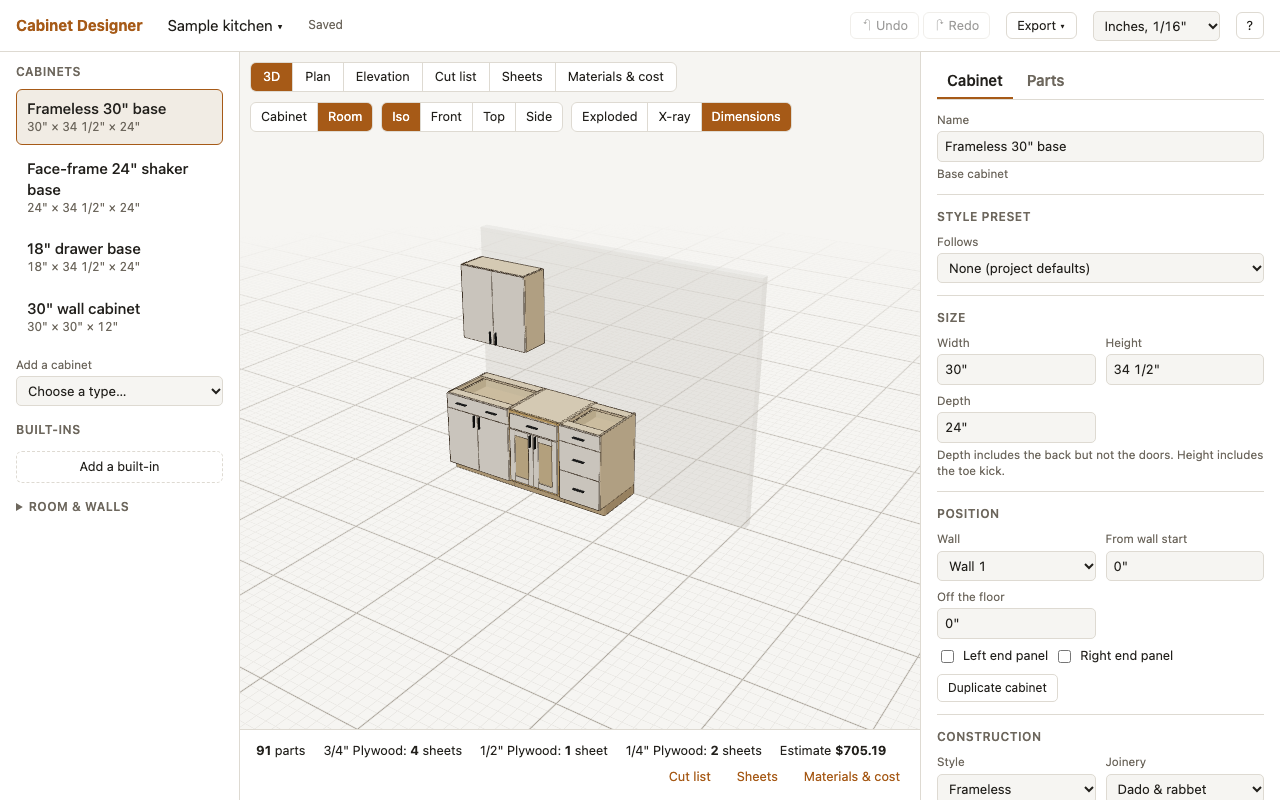 Cabinet Designer
Sample kitchen ▾
Saved
Undo
Redo
Export ▾
Inches, 1/16"
?
CABINETS
Frameless 30" base
30" × 34 1/2" × 24"
Face-frame 24" shaker
base
24" × 34 1/2" × 24"
18" drawer base
18" × 34 1/2" × 24"
30" wall cabinet
30" × 30" × 12"
Add a cabinet
Choose a type...
BUILT-INS
Add a built-in
▶ ROOM & WALLS
3D
Plan
Elevation
Cut list
Sheets
Materials & cost
Cabinet
Room
Iso
Front
Top
Side
Exploded
X-ray
Dimensions
91 parts
3/4" Plywood: 4 sheets
1/2" Plywood: 1 sheet
1/4" Plywood: 2 sheets
Estimate $705.19
Cut list
Sheets
Materials & cost
Cabinet
Parts
Name
Frameless 30" base
Base cabinet
STYLE PRESET
Follows
None (project defaults)
SIZE
Width
Height
30"
34 1/2"
Depth
24"
Depth includes the back but not the doors. Height includes
the toe kick.
POSITION
Wall
From wall start
Wall 1
0"
Off the floor
0"
Left end panel
Right end panel
Duplicate cabinet
CONSTRUCTION
Style
Joinery
Frameless
Dado & rabbet